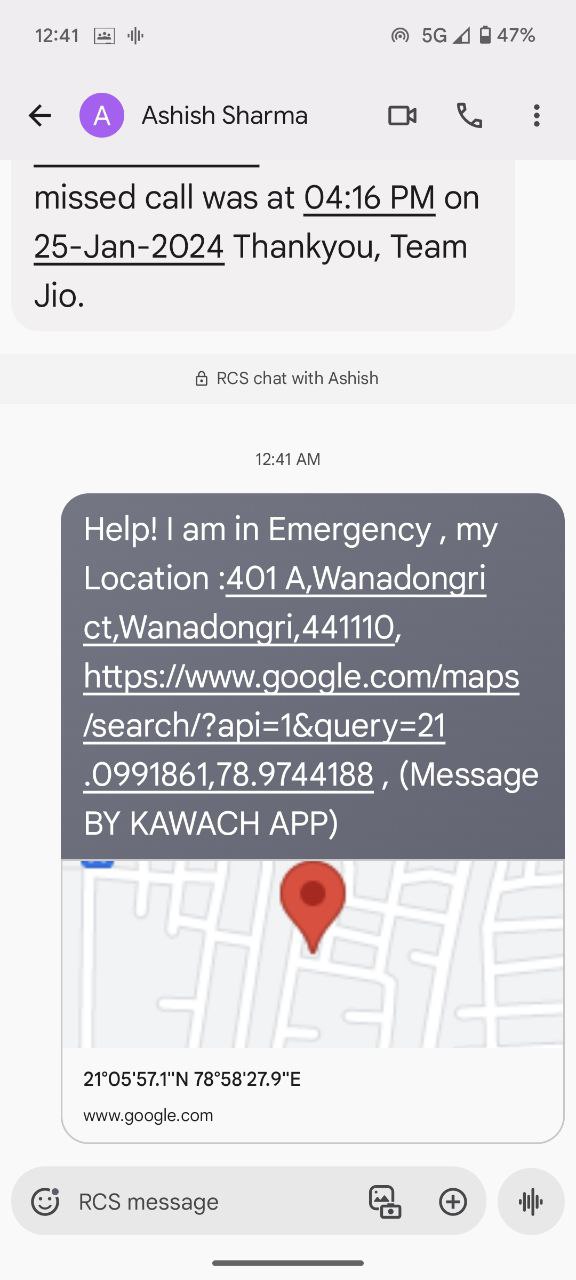 12:41 5G 47%
A Ashish Sharma
missed call was at 04:16 PM on
25-Jan-2024 Thankyou, Team
Jio.
RCS chat with Ashish
12:41 AM
Help! I am in Emergency , my
Location :401 A,Wanadongri
ct,Wanadongri,441110,
https://www.google.com/maps
/search/?api=1&query=21
.0991861,78.9744188 , (Message
BY KAWACH APP)
21°05'57.1"N 78°58'27.9"E
www.google.com
RCS message